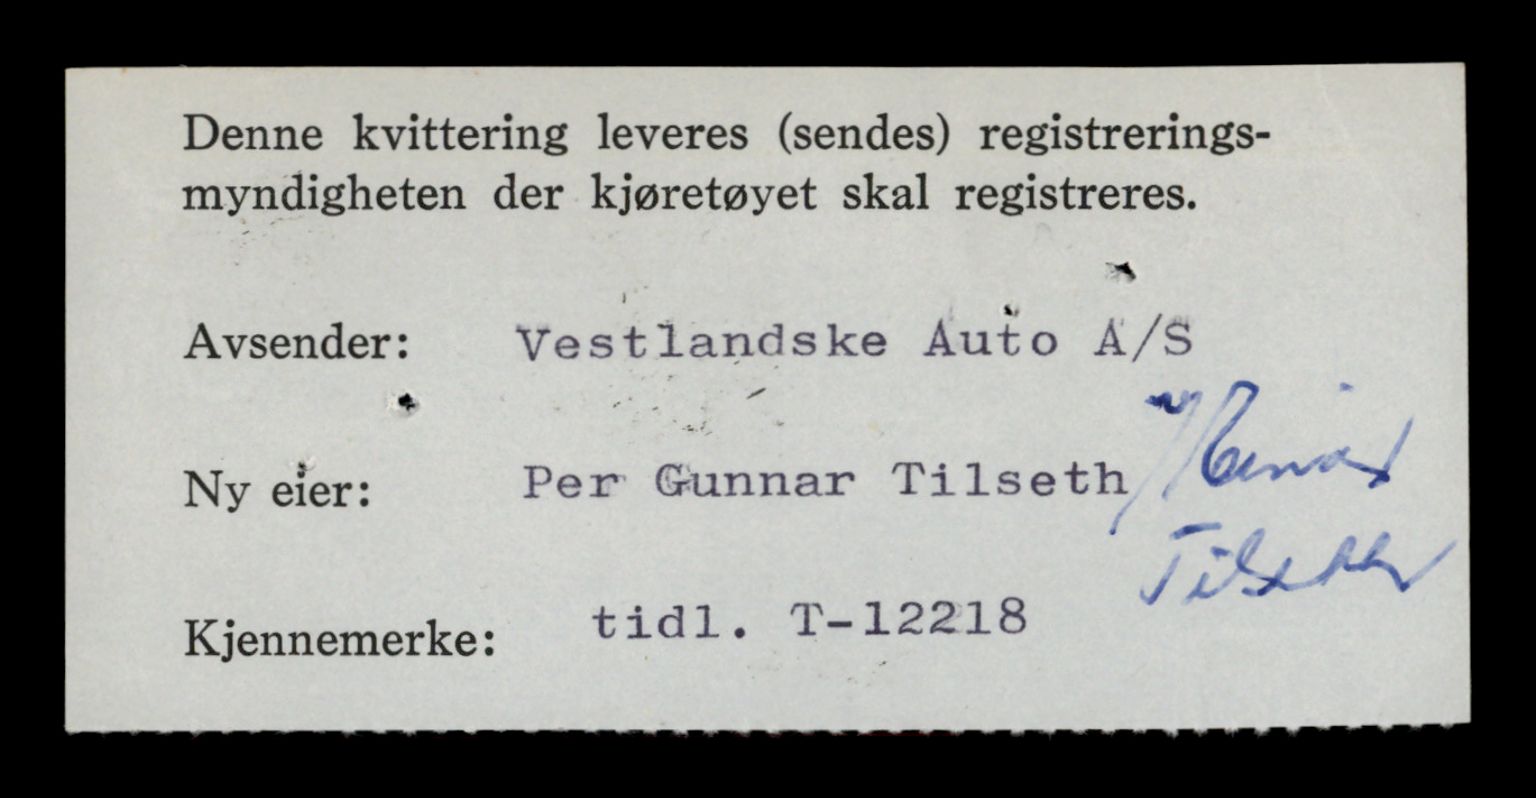 Denne kvittering leveres (sendes) registrerings-
myndigheten der kjøretøyet skal registreres.
Avsender: Vestlandske Auto A/S
Ny eier: Per Gunnar Tilseth
Tilseth
Kjennemerke: tidl. T-12218